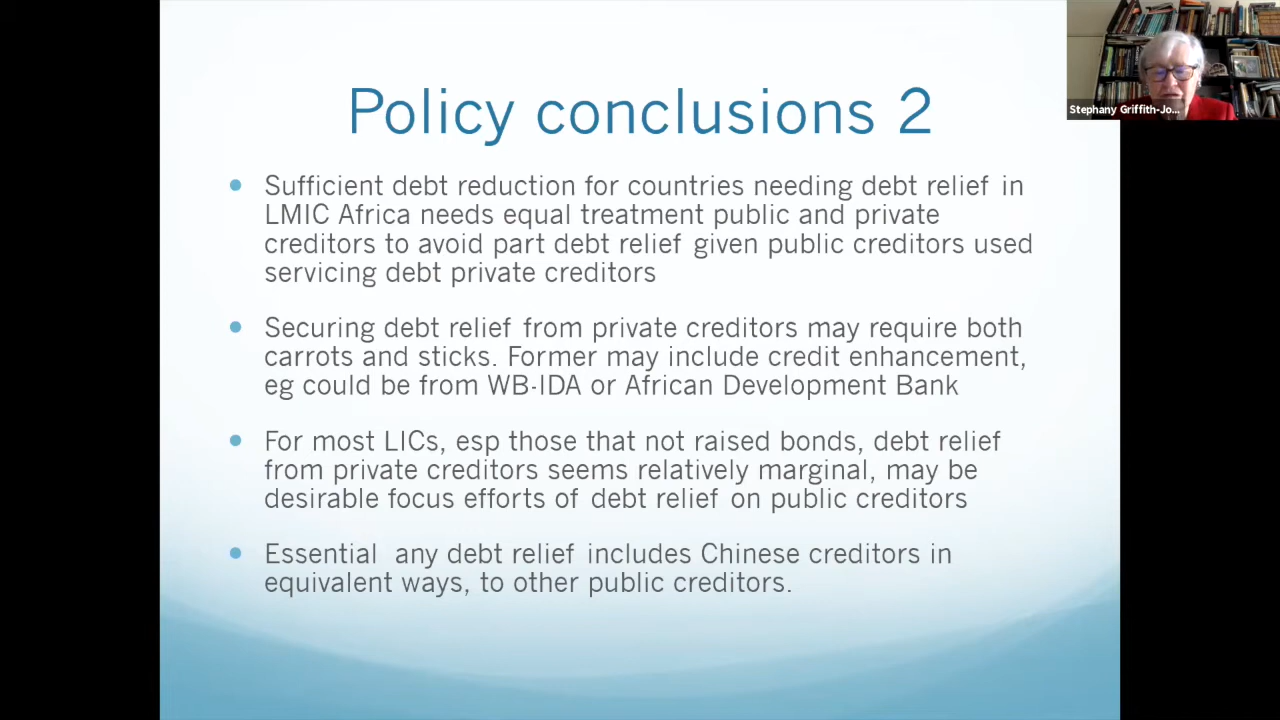 Policy conclusions 2
Stephany Griffith-Jo...
Sufficient debt reduction for countries needing debt relief in
LMIC Africa needs equal treatment public and private
creditors to avoid part debt relief given public creditors used
servicing debt private creditors
Securing debt relief from private creditors may require both
carrots and sticks. Former may include credit enhancement,
eg could be from WB-IDA or African Development Bank
For most LICs, esp those that not raised bonds, debt relief
from private creditors seems relatively marginal, may be
desirable focus efforts of debt relief on public creditors
Essential any debt relief includes Chinese creditors in
equivalent ways, to other public creditors.